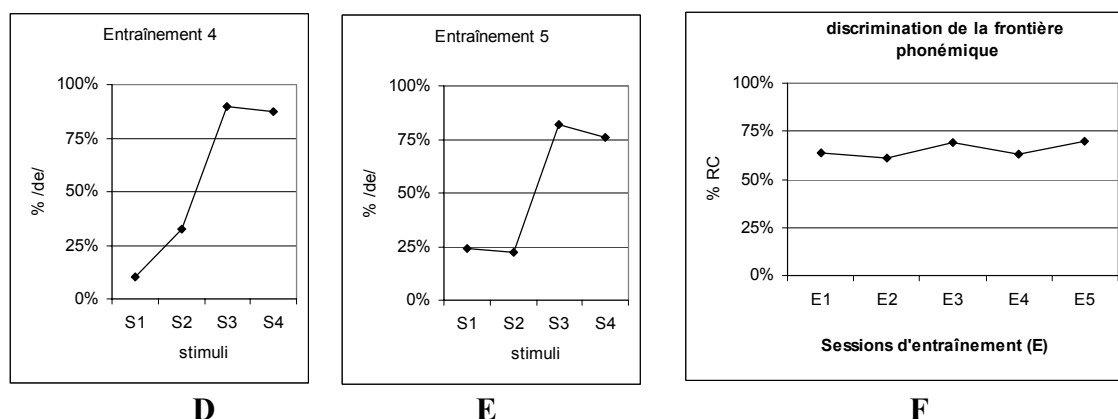 Entraînement 4
100%
75%
50%
25%
0%
% /de/
S1 S2 S3 S4
stimuli
D
Entraînement 5
100%
75%
50%
25%
0%
% /de/
S1 S2 S3 S4
stimuli
E
discrimination de la frontière
phonémique
100%
75%
50%
25%
0%
% RC
E1 E2 E3 E4 E5
Sessions d'entraînement (E)
F